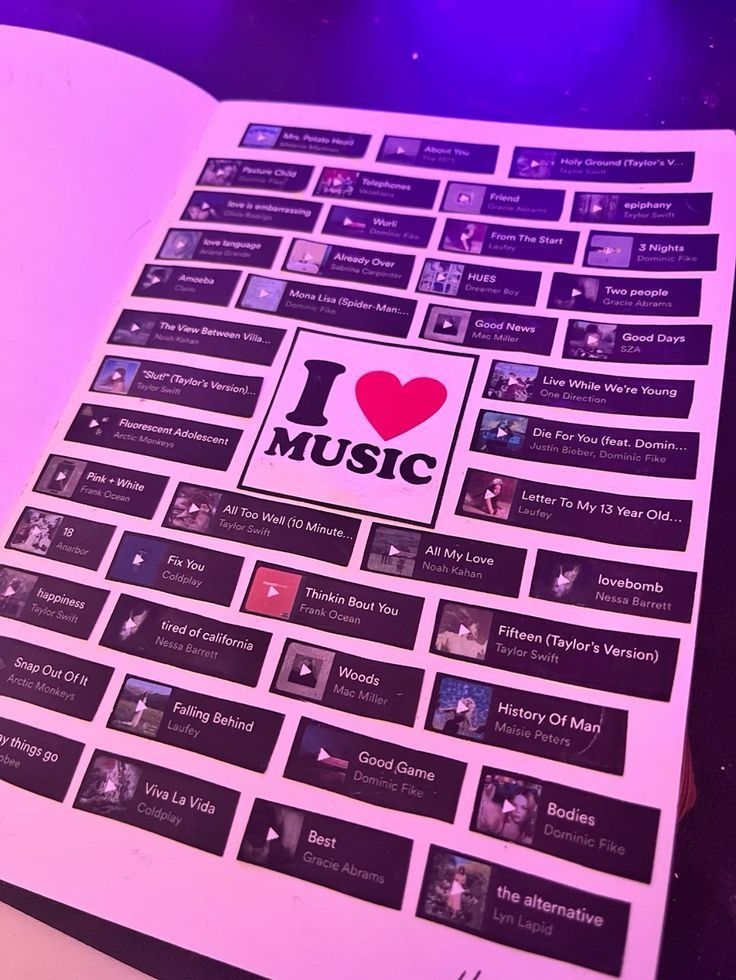 Mrs. Potato Head
Melanie Martinez
About You
The 1975
Holy Ground (Taylor's V...
Taylor Swift
Pasture Child
Dominic Fike
Telephones
Vacations
Friend
Gracie Abrams
epiphany
Taylor Swift
love is embarrassing
Olivia Rodrigo
Wurli
Dominic Fike
From The Start
Laufey
3 Nights
Dominic Fike
love language
Ariana Grande
Already Over
Sabrina Carpenter
HUES
Dreamer Boy
Two people
Gracie Abrams
Amoeba
Clairo
Mona Lisa (Spider-Man:...
Dominic Fike
Good News
Mac Miller
Good Days
SZA
The View Between Villa...
Noah Kahan
I
MUSIC
"Slut!" (Taylor's Version)...
Taylor Swift
Live While We're Young
One Direction
Fluorescent Adolescent
Arctic Monkeys
Die For You (feat. Domin...
Justin Bieber, Dominic Fike
Pink + White
Frank Ocean
All Too Well (10 Minute...
Taylor Swift
Letter To My 13 Year Old...
Laufey
18
Anarbor
Fix You
Coldplay
All My Love
Noah Kahan
lovebomb
Nessa Barrett
happiness
Taylor Swift
Thinkin Bout You
Frank Ocean
tired of california
Nessa Barrett
Fifteen (Taylor's Version)
Taylor Swift
Snap Out Of It
Arctic Monkeys
Woods
Mac Miller
Falling Behind
Laufey
History Of Man
Maisie Peters
things go
Good Game
Dominic Fike
Viva La Vida
Coldplay
Bodies
Dominic Fike
Best
Gracie Abrams
the alternative
Lyn Lapid